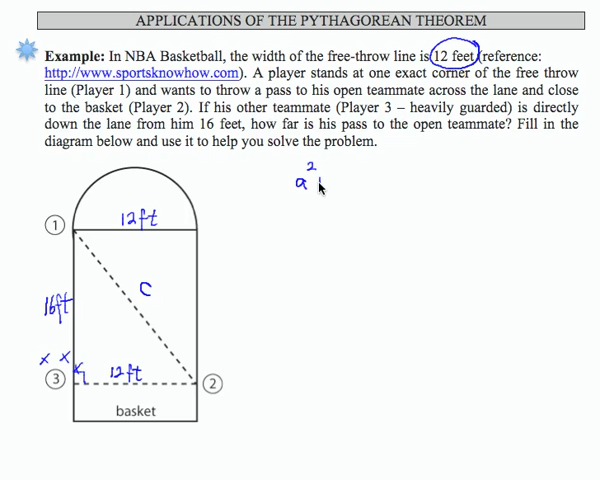 APPLICATIONS OF THE PYTHAGOREAN THEOREM
Example: In NBA Basketball, the width of the free-throw line is 12 feet (reference:
http://www.sportsknowhow.com). A player stands at one exact corner of the free throw
line (Player 1) and wants to throw a pass to his open teammate across the lane and close
to the basket (Player 2). If his other teammate (Player 3 – heavily guarded) is directly
down the lane from him 16 feet, how far is his pass to the open teammate? Fill in the
diagram below and use it to help you solve the problem.
a²
1
12ft
C
16ft
x x
3
12ft
2
basket